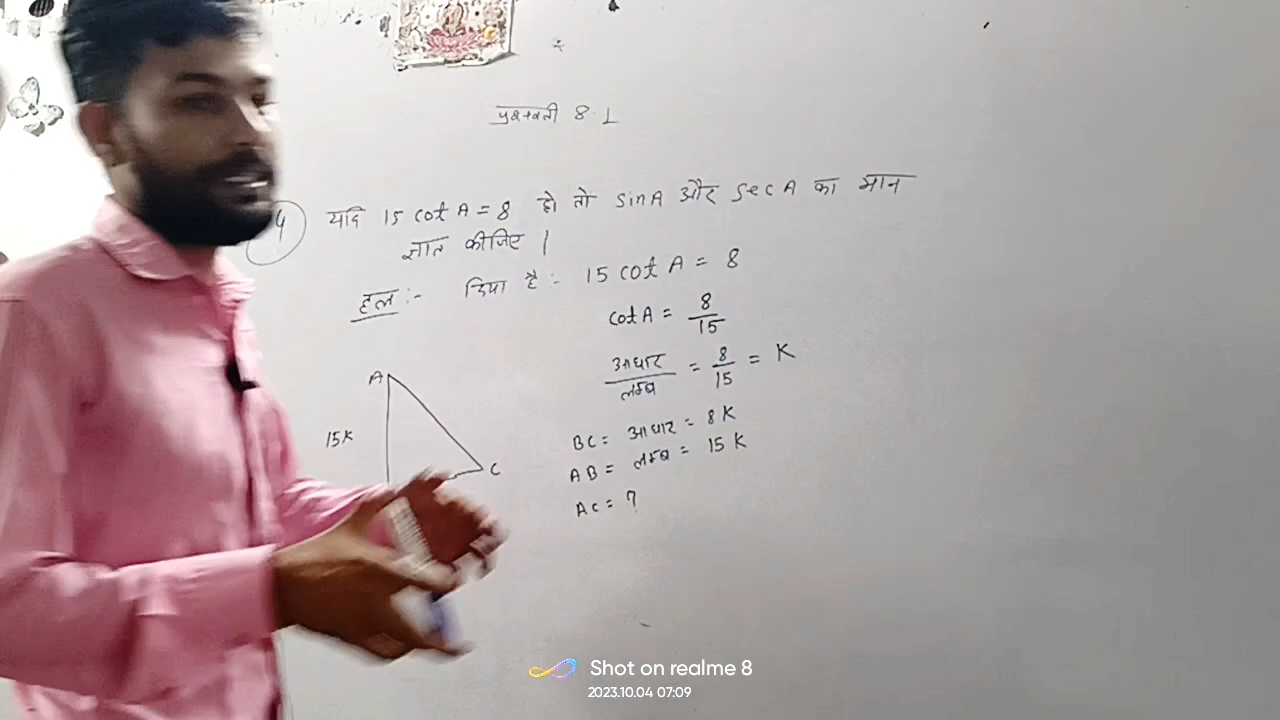 प्रश्नावली 8.1
4 यदि 15 cot A = 8 हो तो sin A और sec A का मान
ज्ञात कीजिए |
हल :- दिया है :- 15 cot A = 8
cot A = 8/15
आधार/लम्ब = 8/15 = K
BC = आधार = 8 K
AB = लम्ब = 15 K
AC = ?
A
15K
C
Shot on realme 8
2023.10.04 07:09